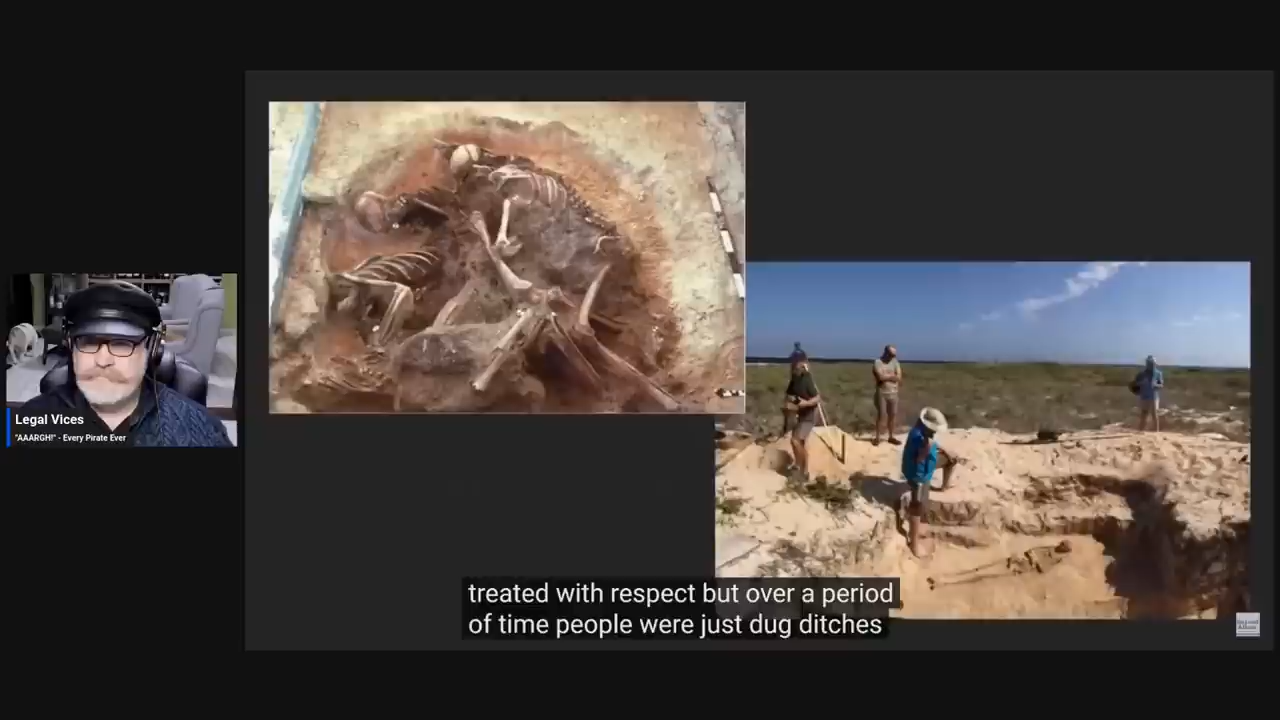 Legal Vices
"AAARGH!" - Every Pirate Ever
treated with respect but over a period
of time people were just dug ditches